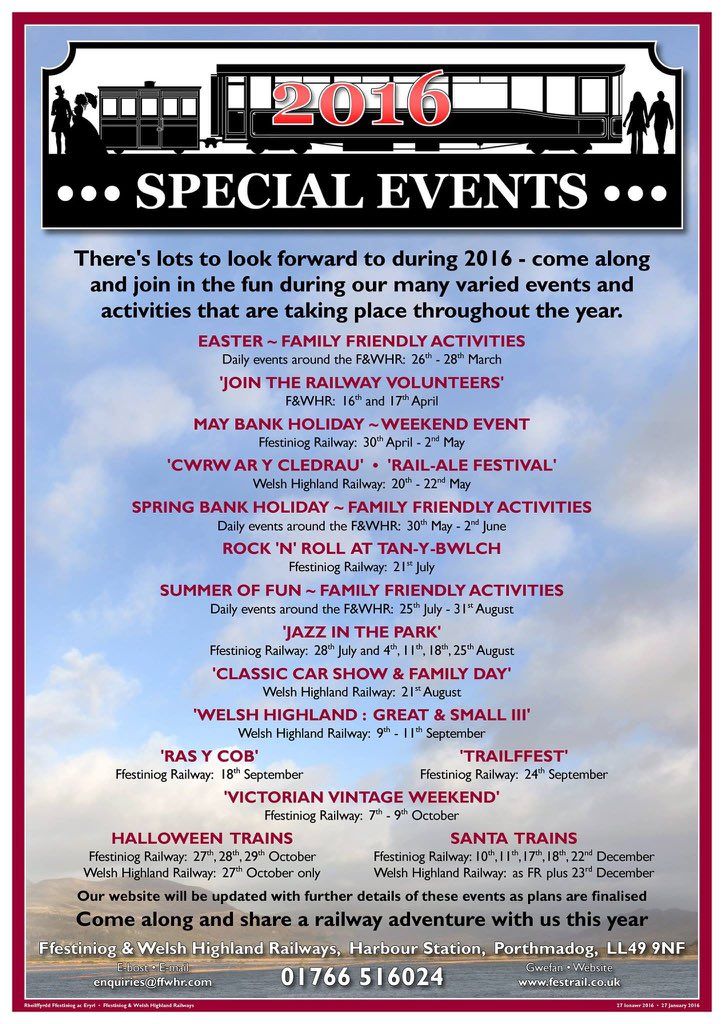 2016
••• SPECIAL EVENTS •••
There's lots to look forward to during 2016 - come along
and join in the fun during our many varied events and
activities that are taking place throughout the year.
EASTER ~ FAMILY FRIENDLY ACTIVITIES
Daily events around the F&WHR: 26th - 28th March
'JOIN THE RAILWAY VOLUNTEERS'
F&WHR: 16th and 17th April
MAY BANK HOLIDAY ~ WEEKEND EVENT
Ffestiniog Railway: 30th April - 2nd May
'CWRW AR Y CLEDRAU' • 'RAIL-ALE FESTIVAL'
Welsh Highland Railway: 20th - 22nd May
SPRING BANK HOLIDAY ~ FAMILY FRIENDLY ACTIVITIES
Daily events around the F&WHR: 30th May - 2nd June
ROCK 'N' ROLL AT TAN-Y-BWLCH
Ffestiniog Railway: 21st July
SUMMER OF FUN ~ FAMILY FRIENDLY ACTIVITIES
Daily events around the F&WHR: 25th July - 31st August
'JAZZ IN THE PARK'
Ffestiniog Railway: 28th July and 4th, 11th, 18th, 25th August
'CLASSIC CAR SHOW & FAMILY DAY'
Welsh Highland Railway: 21st August
'WELSH HIGHLAND : GREAT & SMALL III'
Welsh Highland Railway: 9th - 11th September
'RAS Y COB'
Ffestiniog Railway: 18th September
'TRAILFFEST'
Ffestiniog Railway: 24th September
'VICTORIAN VINTAGE WEEKEND'
Ffestiniog Railway: 7th - 9th October
HALLOWEEN TRAINS
Ffestiniog Railway: 27th, 28th, 29th October
Welsh Highland Railway: 27th October only
SANTA TRAINS
Ffestiniog Railway: 10th, 11th, 17th, 18th, 22nd December
Welsh Highland Railway: as FR plus 23rd December
Our website will be updated with further details of these events as plans are finalised
Come along and share a railway adventure with us this year
Ffestiniog & Welsh Highland Railways, Harbour Station, Porthmadog, LL49 9NF
E-bost • E-mail
enquiries@ffwhr.com
01766 516024
Gwefan • Website
www.festrail.co.uk
Rheilffyrdd Ffestiniog ac Eryri • Ffestiniog & Welsh Highland Railways
27 Ionawr 2016 • 27 January 2016